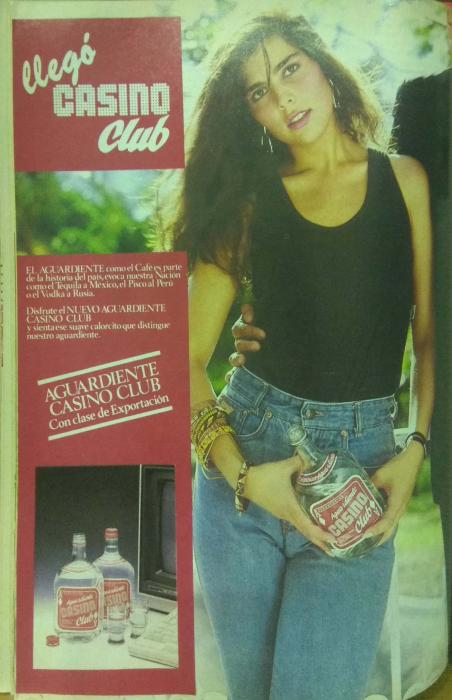 llegó
CASINO
Club
EL AGUARDIENTE como el Café es parte
de la historia del país, evoca nuestra Nación
como el Tequila a México, el Pisco al Perú
o el Vodka a Rusia.
Disfrute el NUEVO AGUARDIENTE
CASINO CLUB
y sienta ese suave calorcito que distingue
nuestro aguardiente.
AGUARDIENTE
CASINO CLUB
Con clase de Exportación
Aguardiente
CASINO
Club
Aguardiente
CASINO
Club